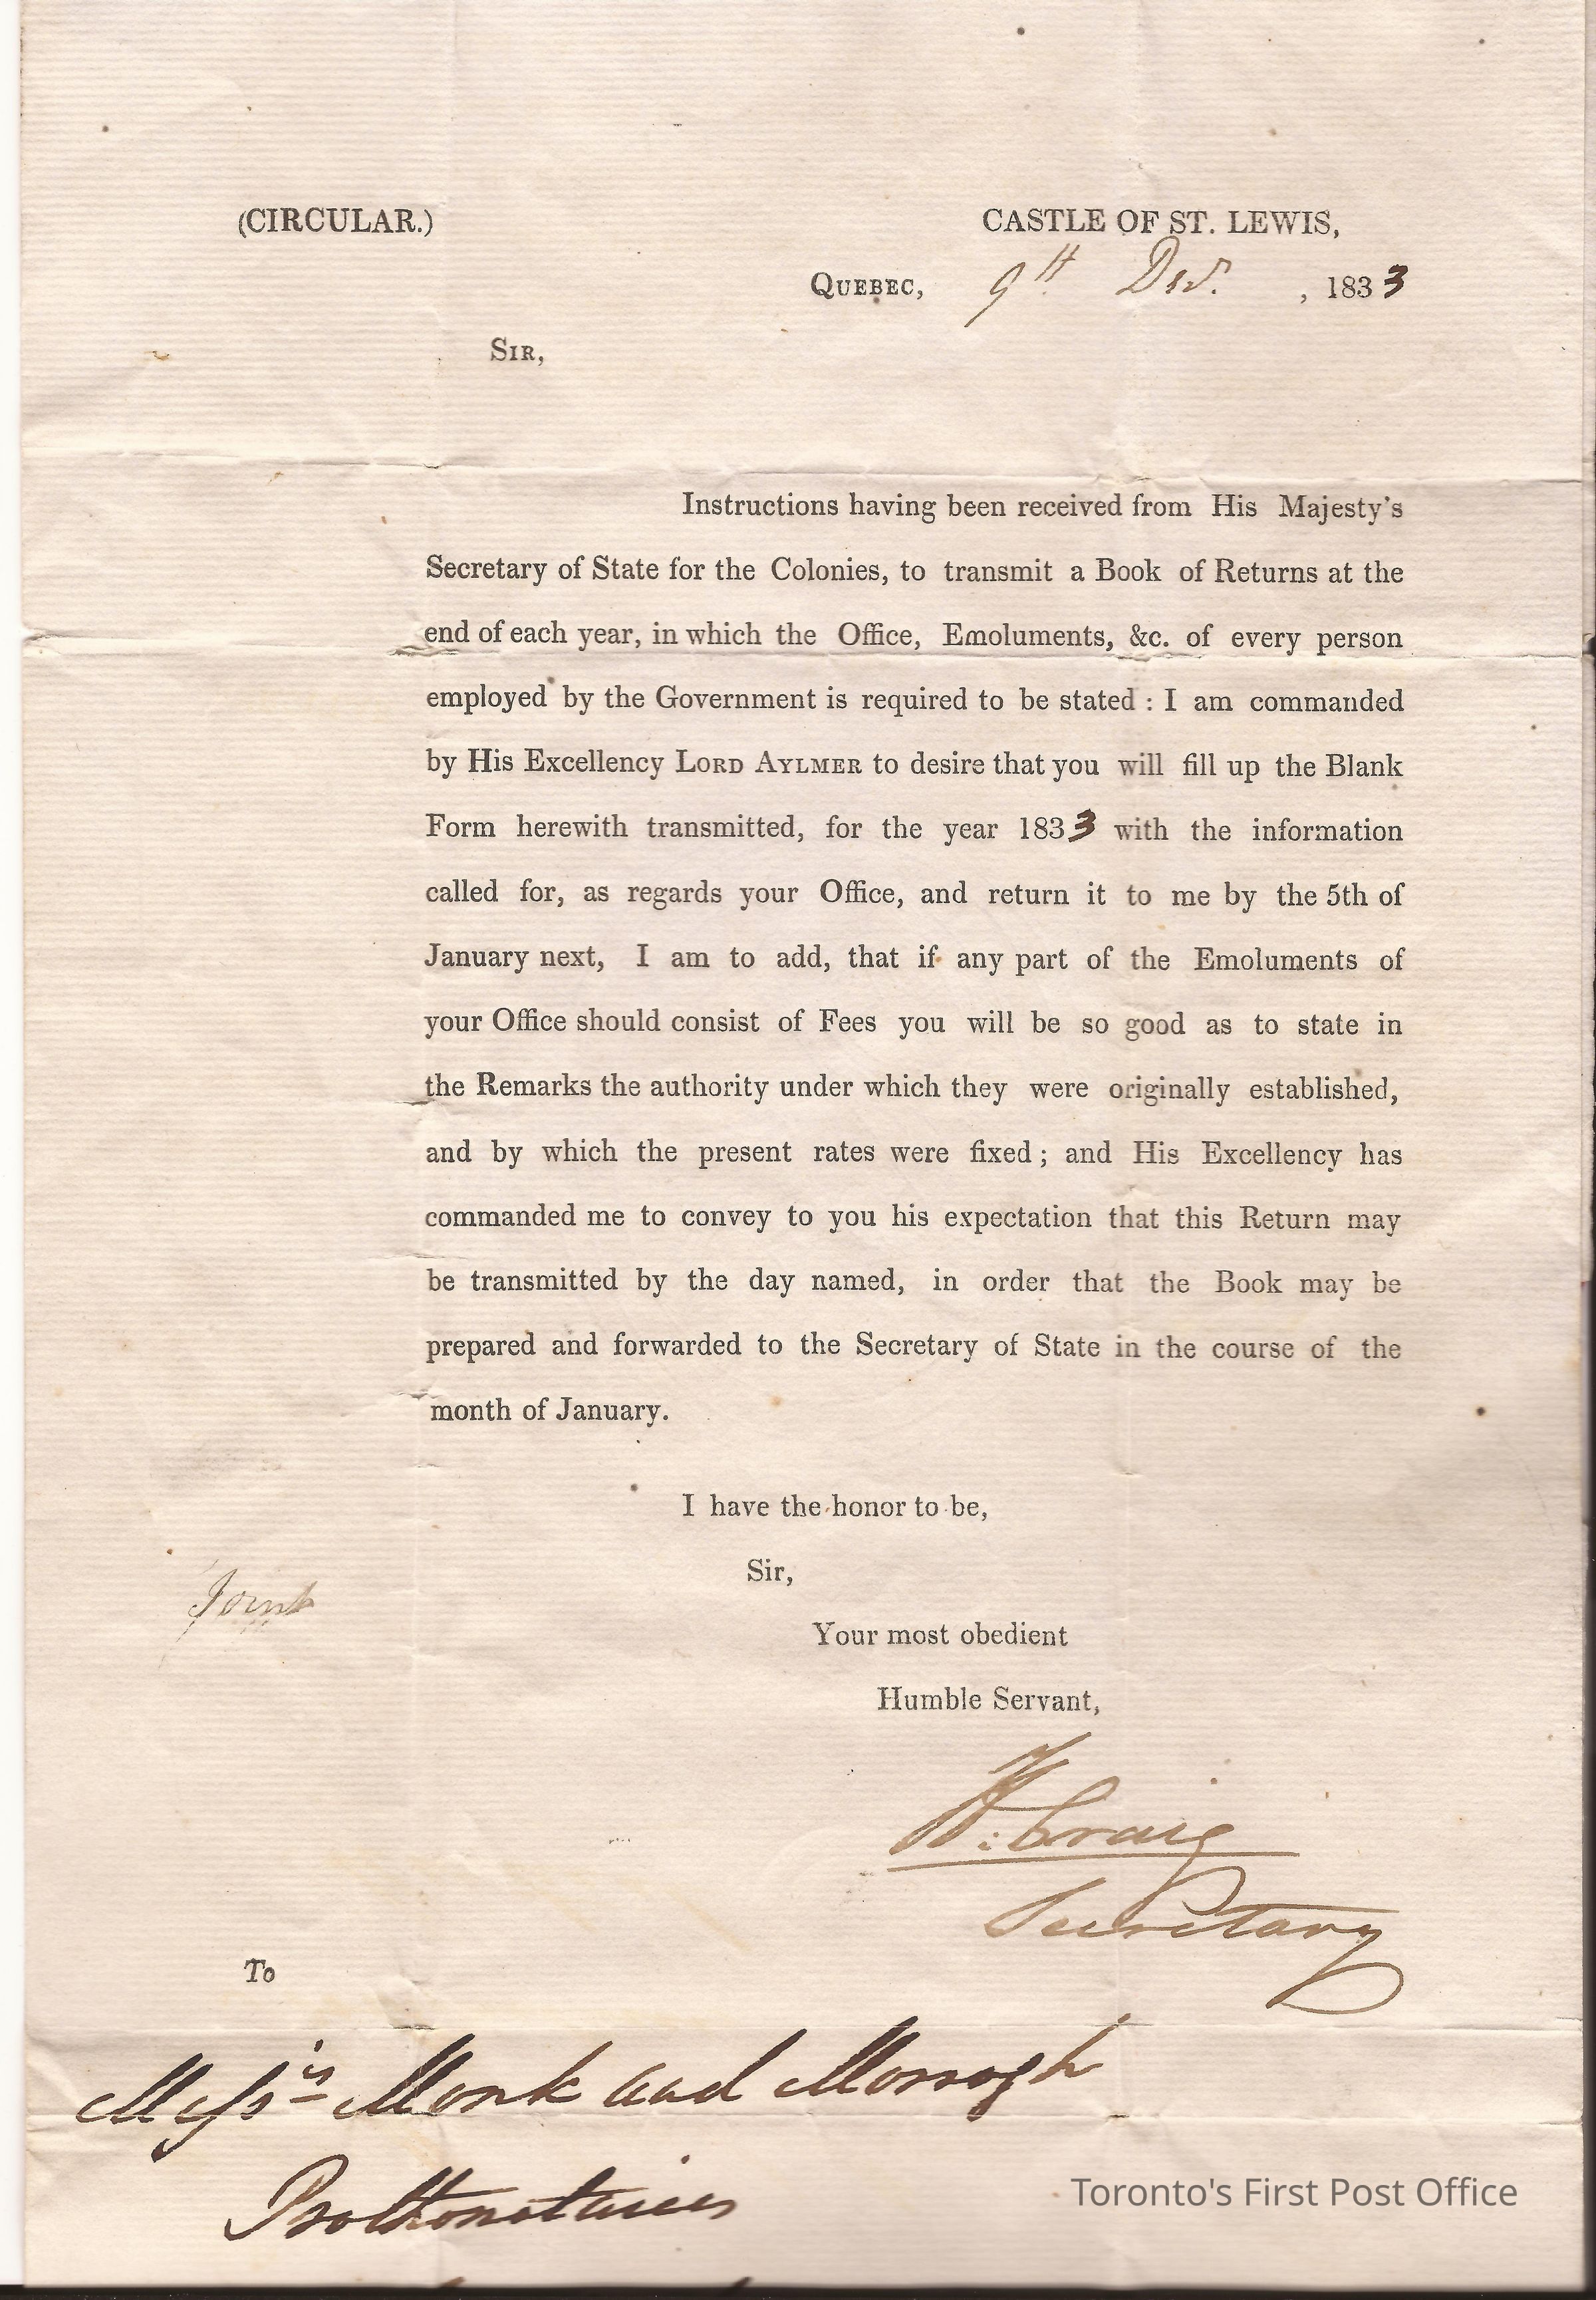 (CIRCULAR.)
CASTLE OF ST. LEWIS,
QUEBEC, 9th Decr. , 1833
SIR,
Instructions having been received from His Majesty's
Secretary of State for the Colonies, to transmit a Book of Returns at the
end of each year, in which the Office, Emoluments, &c. of every person
employed by the Government is required to be stated : I am commanded
by His Excellency LORD AYLMER to desire that you will fill up the Blank
Form herewith transmitted, for the year 1833 with the information
called for, as regards your Office, and return it to me by the 5th of
January next, I am to add, that if any part of the Emoluments of
your Office should consist of Fees you will be so good as to state in
the Remarks the authority under which they were originally established,
and by which the present rates were fixed ; and His Excellency has
commanded me to convey to you his expectation that this Return may
be transmitted by the day named, in order that the Book may be
prepared and forwarded to the Secretary of State in the course of the
month of January.
I have the honor to be,
Sir,
Joint
Your most obedient
Humble Servant,
H: Craig
Secretary
To
Messrs Monk and Morrogh
Prothonotaries
Toronto's First Post Office